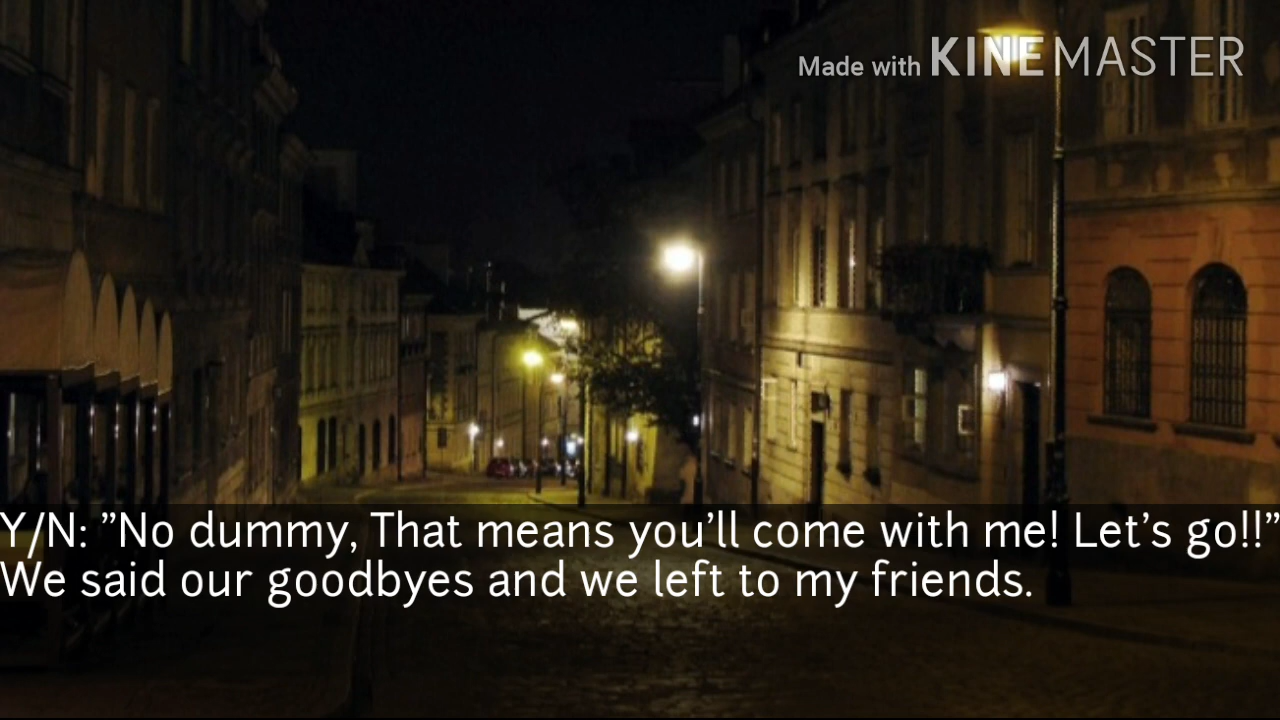 Made with KINEMASTER
Y/N: ”No dummy, That means you’ll come with me! Let’s go!!”
We said our goodbyes and we left to my friends.